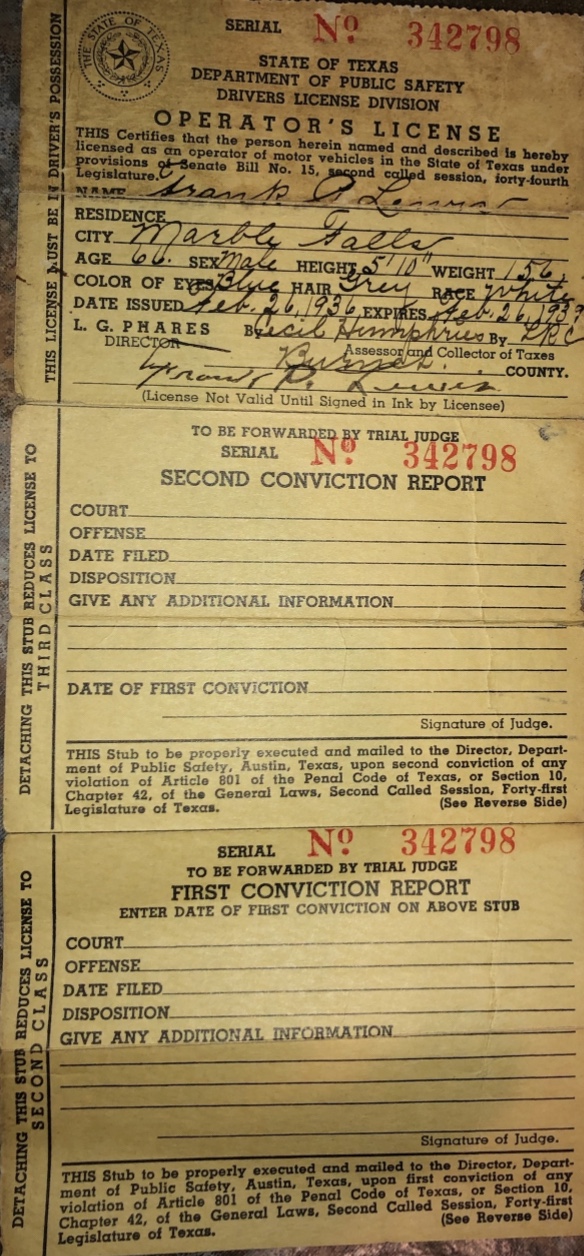 THE STATE OF TEXAS
SERIAL No 342798
STATE OF TEXAS
DEPARTMENT OF PUBLIC SAFETY
DRIVERS LICENSE DIVISION
OPERATOR'S LICENSE
THIS Certifies that the person herein named and described is hereby
licensed as an operator of motor vehicles in the State of Texas under
provisions of Senate Bill No. 15, second called session, forty-fourth
Legislature.
NAME Frank P. Lewis
RESIDENCE
CITY Marble Falls
AGE 66. SEX Male HEIGHT 5'10" WEIGHT 156
COLOR OF EYES Blue HAIR Grey RACE White
DATE ISSUED Feb. 26, 1936 EXPIRES Feb. 26, 193
L. G. PHARES By Cecil Humphries By
DIRECTOR Assessor and Collector of Taxes
Burnet COUNTY.
Frank P. Lewis
(License Not Valid Until Signed in Ink by Licensee)
THIS LICENSE MUST BE IN DRIVER'S POSSESSION
TO BE FORWARDED BY TRIAL JUDGE
SERIAL No 342798
SECOND CONVICTION REPORT
COURT
OFFENSE
DATE FILED
DISPOSITION
GIVE ANY ADDITIONAL INFORMATION
DATE OF FIRST CONVICTION
Signature of Judge.
THIS Stub to be properly executed and mailed to the Director, Depart-
ment of Public Safety, Austin, Texas, upon second conviction of any
violation of Article 801 of the Penal Code of Texas, or Section 10,
Chapter 42, of the General Laws, Second Called Session, Forty-first
Legislature of Texas. (See Reverse Side)
DETACHING THIS STUB REDUCES LICENSE TO
THIRD CLASS
SERIAL No 342798
TO BE FORWARDED BY TRIAL JUDGE
FIRST CONVICTION REPORT
ENTER DATE OF FIRST CONVICTION ON ABOVE STUB
COURT
OFFENSE
DATE FILED
DISPOSITION
GIVE ANY ADDITIONAL INFORMATION
Signature of Judge.
THIS Stub to be properly executed and mailed to the Director, Depart-
ment of Public Safety, Austin, Texas, upon first conviction of any
violation of Article 801 of the Penal Code of Texas, or Section 10,
Chapter 42, of the General Laws, Second Called Session, Forty-first
Legislature of Texas. (See Reverse Side)
DETACHING THIS STUB REDUCES LICENSE TO
SECOND CLASS